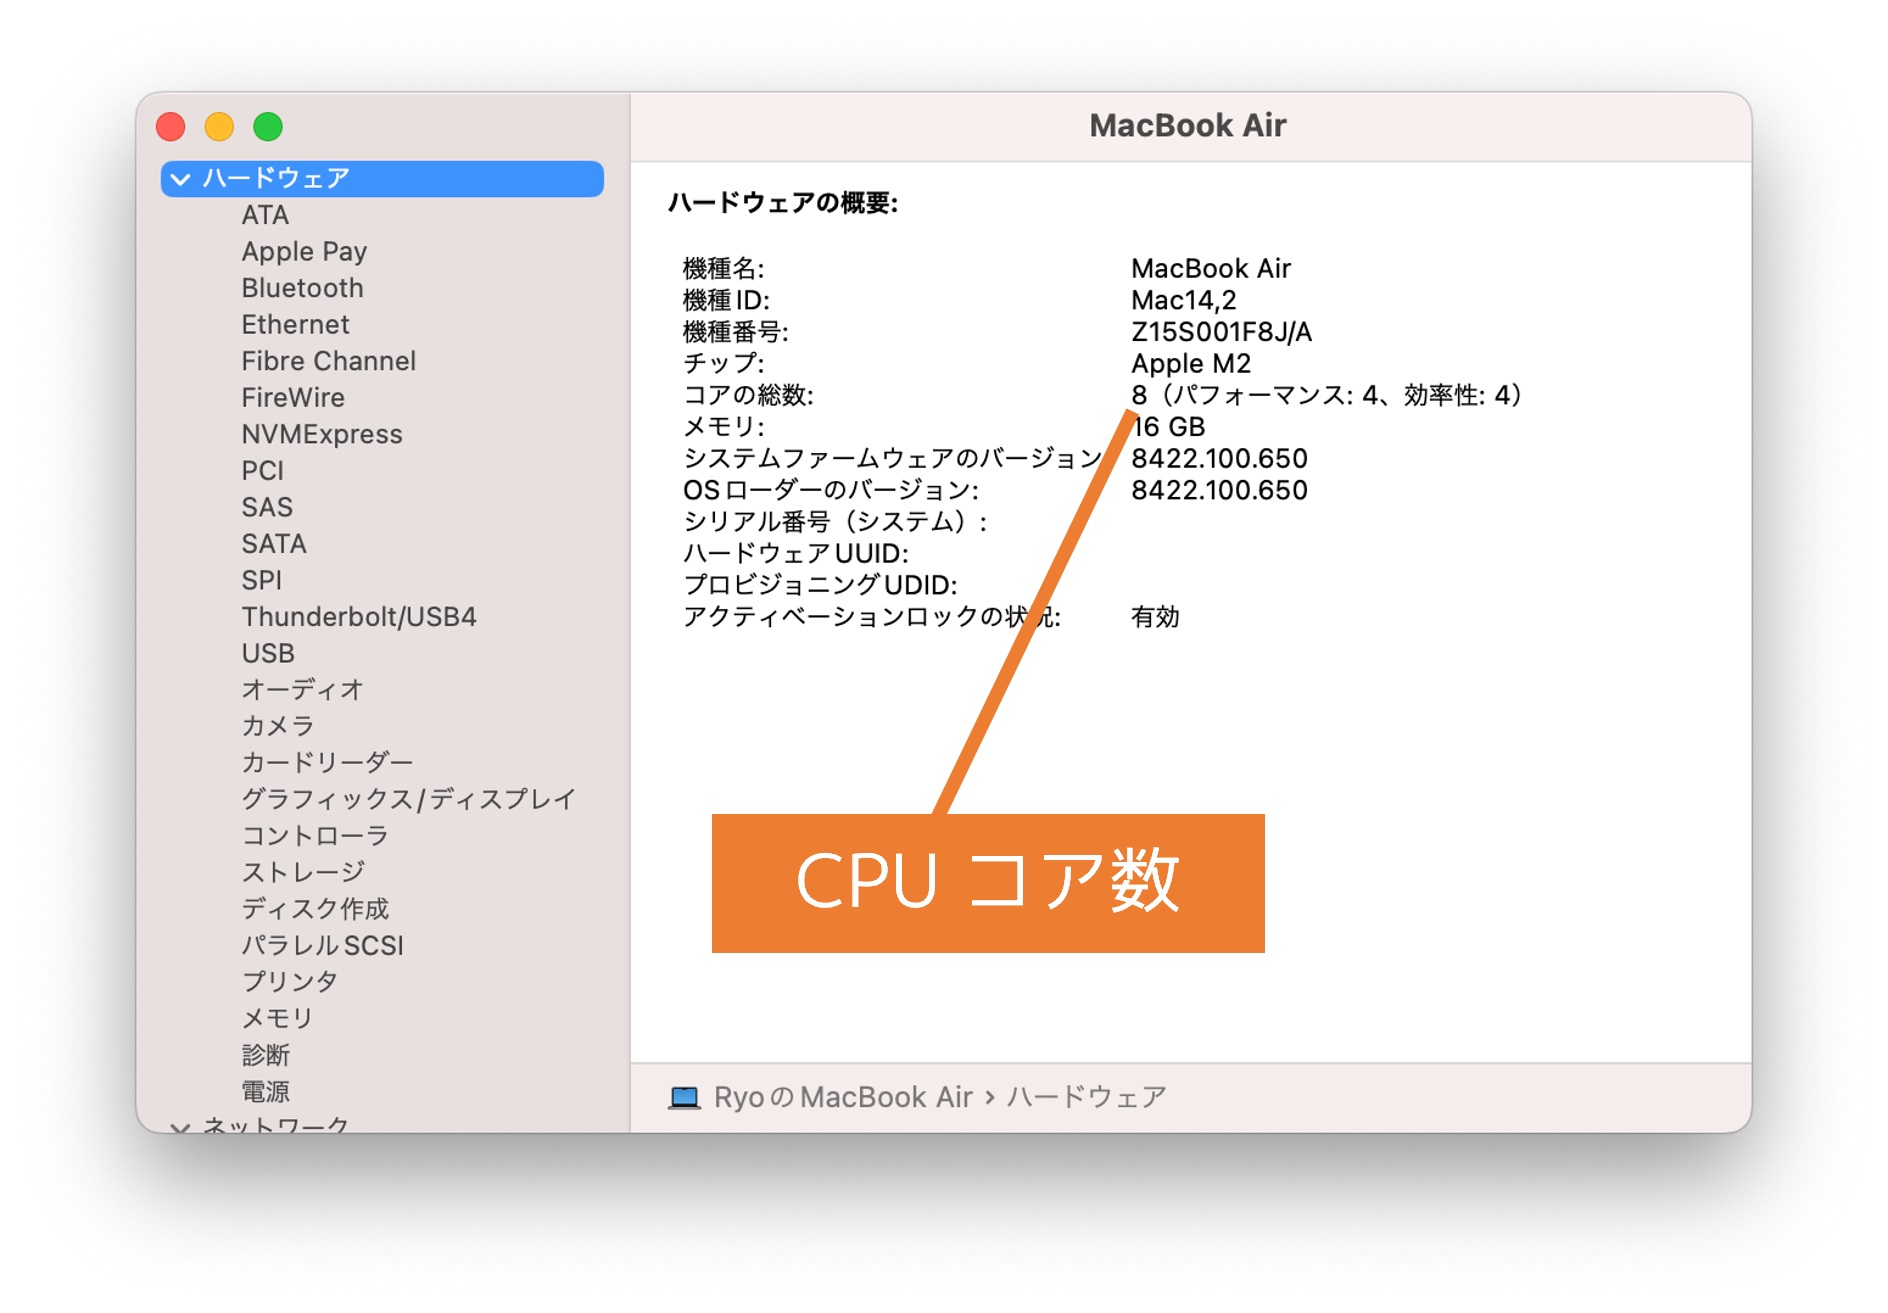 MacBook Air
ハードウェア
ATA
Apple Pay
Bluetooth
Ethernet
Fibre Channel
FireWire
NVMExpress
PCI
SAS
SATA
SPI
Thunderbolt/USB4
USB
オーディオ
カメラ
カードリーダー
グラフィックス/ディスプレイ
コントローラ
ストレージ
ディスク作成
パラレルSCSI
プリンタ
メモリ
診断
電源
ネットワーク
ハードウェアの概要:
機種名: MacBook Air
機種ID: Mac14,2
機種番号: Z15S001F8J/A
チップ: Apple M2
コアの総数: 8（パフォーマンス: 4、効率性: 4）
メモリ: 16 GB
システムファームウェアのバージョン 8422.100.650
OSローダーのバージョン: 8422.100.650
シリアル番号（システム）:
ハードウェアUUID:
プロビジョニングUDID:
アクティベーションロックの状況: 有効
CPU コア数
RyoのMacBook Air › ハードウェア